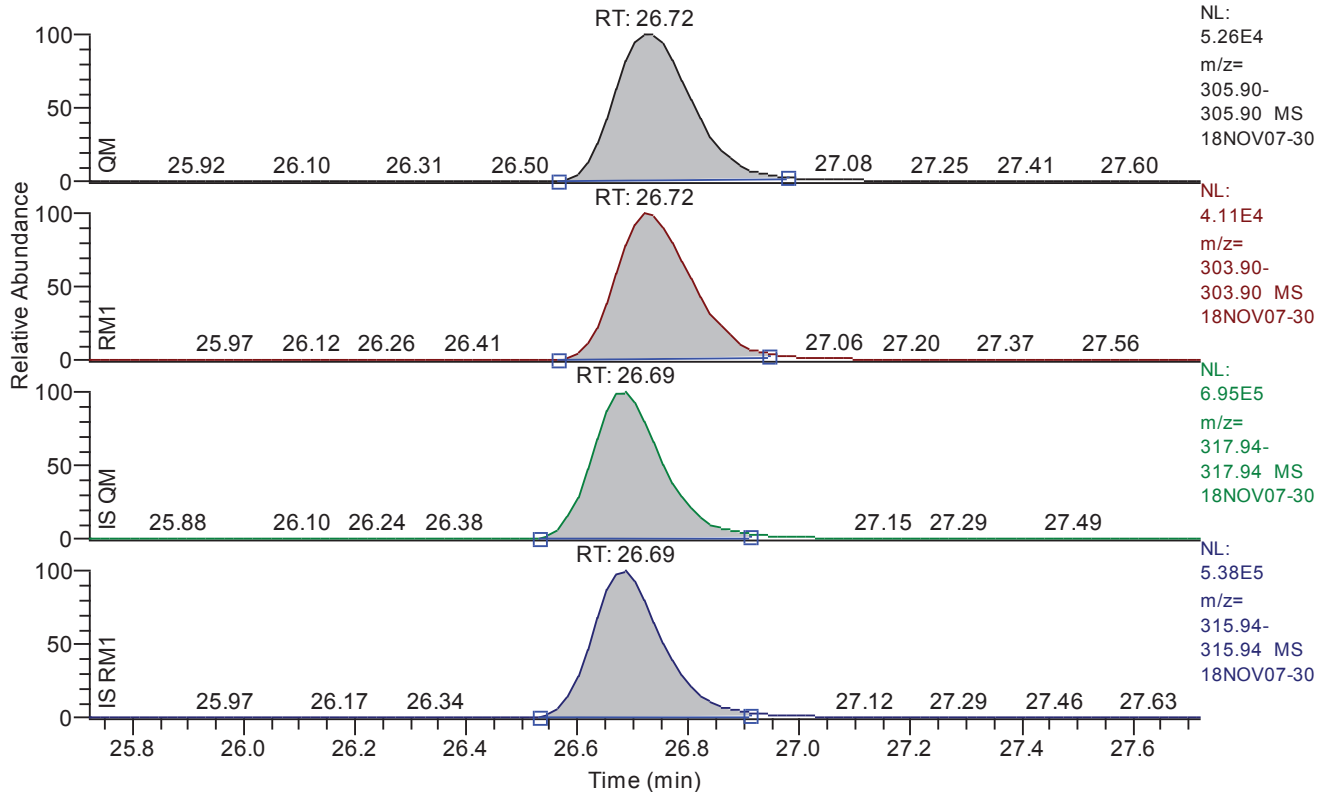 Relative Abundance
RT: 26.72
100
50
0
QM
25.92 26.10 26.31 26.50 27.08 27.25 27.41 27.60
NL:
5.26E4
m/z=
305.90-
305.90 MS
18NOV07-30
RT: 26.72
100
50
0
RM1
25.97 26.12 26.26 26.41 27.06 27.20 27.37 27.56
NL:
4.11E4
m/z=
303.90-
303.90 MS
18NOV07-30
RT: 26.69
100
50
0
IS QM
25.88 26.10 26.24 26.38 27.15 27.29 27.49
NL:
6.95E5
m/z=
317.94-
317.94 MS
18NOV07-30
RT: 26.69
100
50
0
IS RM1
25.97 26.17 26.34 27.12 27.29 27.46 27.63
NL:
5.38E5
m/z=
315.94-
315.94 MS
18NOV07-30
25.8 26.0 26.2 26.4 26.6 26.8 27.0 27.2 27.4 27.6
Time (min)